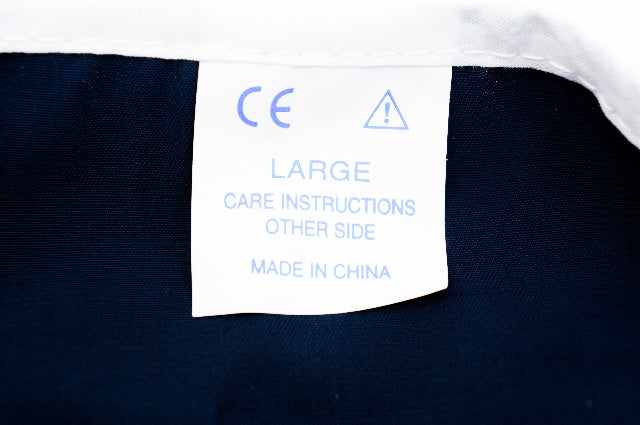 CE
LARGE
CARE INSTRUCTIONS
OTHER SIDE
MADE IN CHINA